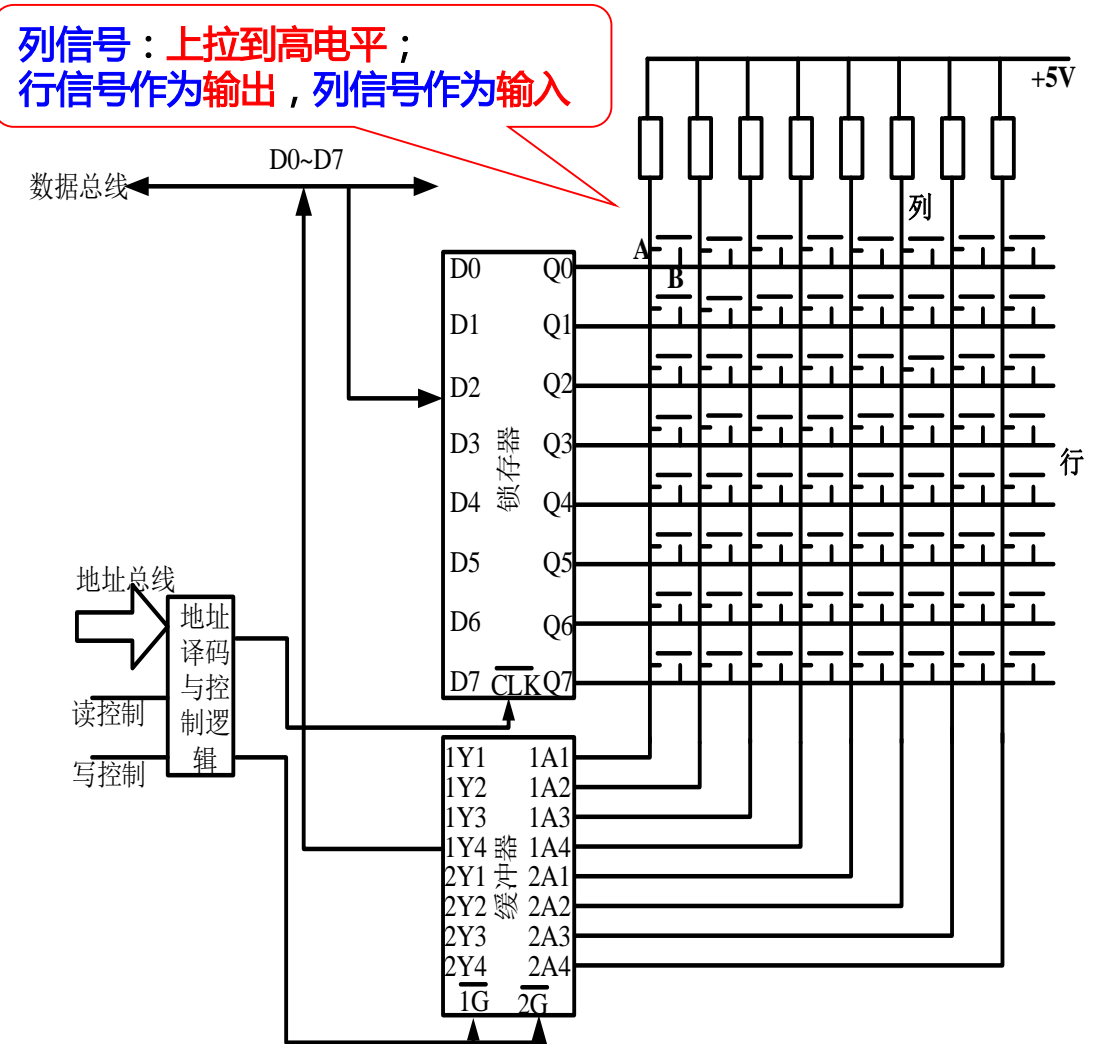 列信号：上拉到高电平；
行信号作为输出，列信号作为输入
+5V
D0~D7
数据总线
列
A
B
D0 Q0
D1 Q1
D2 Q2
D3 Q3
D4 Q4
D5 Q5
D6 Q6
D7 CLK Q7
锁存器
行
地址总线
地址
译码
与控
制逻
辑
读控制
写控制
1Y1 1A1
1Y2 1A2
1Y3 1A3
1Y4 1A4
2Y1 2A1
2Y2 2A2
2Y3 2A3
2Y4 2A4
缓冲器
1G 2G